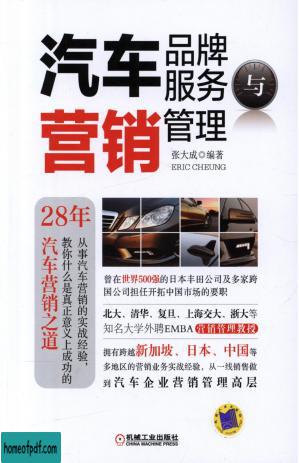 汽车品牌服务与
营销管理
张大成◎编著
ERIC CHEUNG
28年
从事汽车营销的实战经验，
教你什么是真正意义上成功的
汽车营销之道
曾在世界500强的日本丰田公司及多家跨
国公司担任开拓中国市场的要职
北大、清华、复旦、上海交大、浙大等
知名大学外聘EMBA营销管理教授
拥有跨越新加坡、日本、中国等
多地区的营销业务实战经验，从一线销售做
到汽车企业营销管理高层
机械工业出版社
CHINA MACHINE PRESS
homeofpdf.com